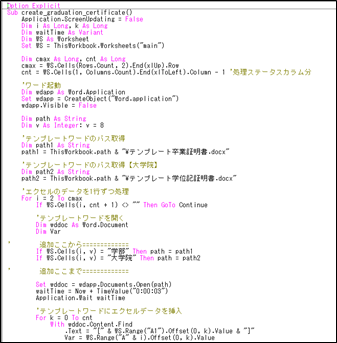 Option Explicit
Sub create_graduation_certificate()
Application.ScreenUpdating = False
Dim i As Long, k As Long
Dim waitTime As Variant
Dim WS As Worksheet
Set WS = ThisWorkbook.Worksheets("main")
Dim cmax As Long, cnt As Long
cmax = WS.Cells(Rows.Count, 2).End(xlUp).Row
cnt = WS.Cells(1, Columns.Count).End(xlToLeft).Column - 1 '処理ステータスカラム分
'ワード起動
Dim wdapp As Word.Application
Set wdapp = CreateObject("Word.application")
wdapp.Visible = False
Dim path As String
Dim v As Integer: v = 8
'テンプレートワードのパス取得
Dim path1 As String
path1 = ThisWorkbook.path & "¥テンプレート卒業証明書.docx"
'テンプレートワードのパス取得【大学院】
Dim path2 As String
path2 = ThisWorkbook.path & "¥テンプレート学位記証明書.docx"
'エクセルのデータを1行ずつ処理
For i = 2 To cmax
If WS.Cells(i, cnt + 1) <> "" Then GoTo Continue
'テンプレートワードを開く
Dim wddoc As Word.Document
Dim Var
' 追加ここから=============
If WS.Cells(i, v) = "学部" Then path = path1
If WS.Cells(i, v) = "大学院" Then path = path2
' 追加ここまで=============
Set wddoc = wdapp.Documents.Open(path)
waitTime = Now + TimeValue("0:00:03")
Application.Wait waitTime
'テンプレートワードにエクセルのデータを挿入
For k = 0 To cnt
With wddoc.Content.Find
.Text = "[" & WS.Range("A1").Offset(0, k).Value & "]"
Var = WS.Range("A" & i).Offset(0, k).Value